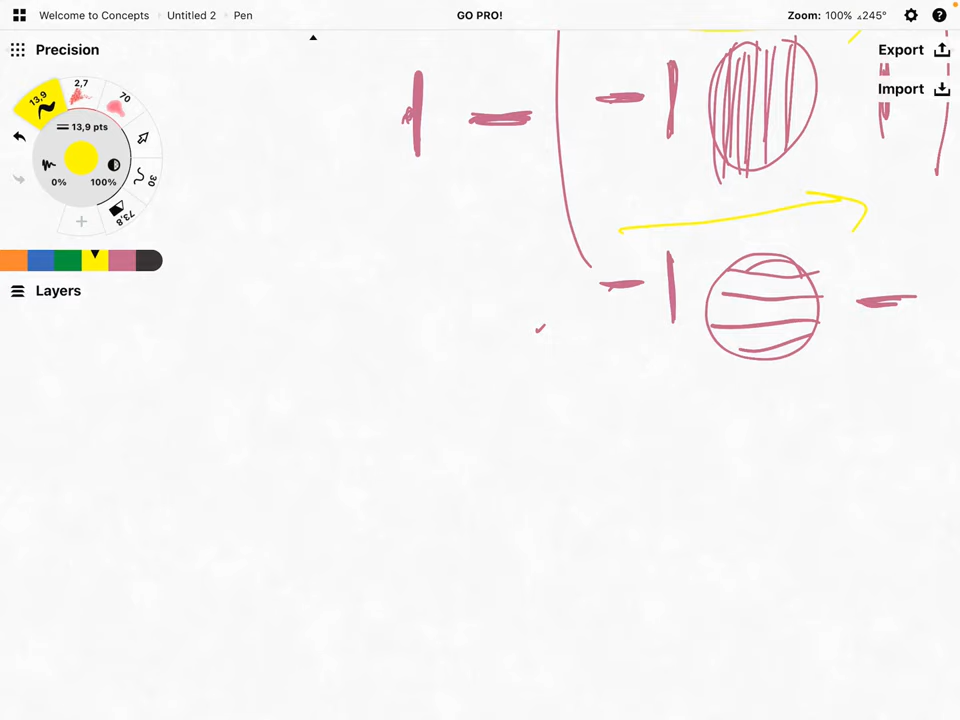 Welcome to Concepts › Untitled 2 › Pen
GO PRO!
Zoom: 100% ⊿245°
Precision
Export
Import
13,9
2,7
70
13,9 pts
30
0%
100%
73,8
Layers